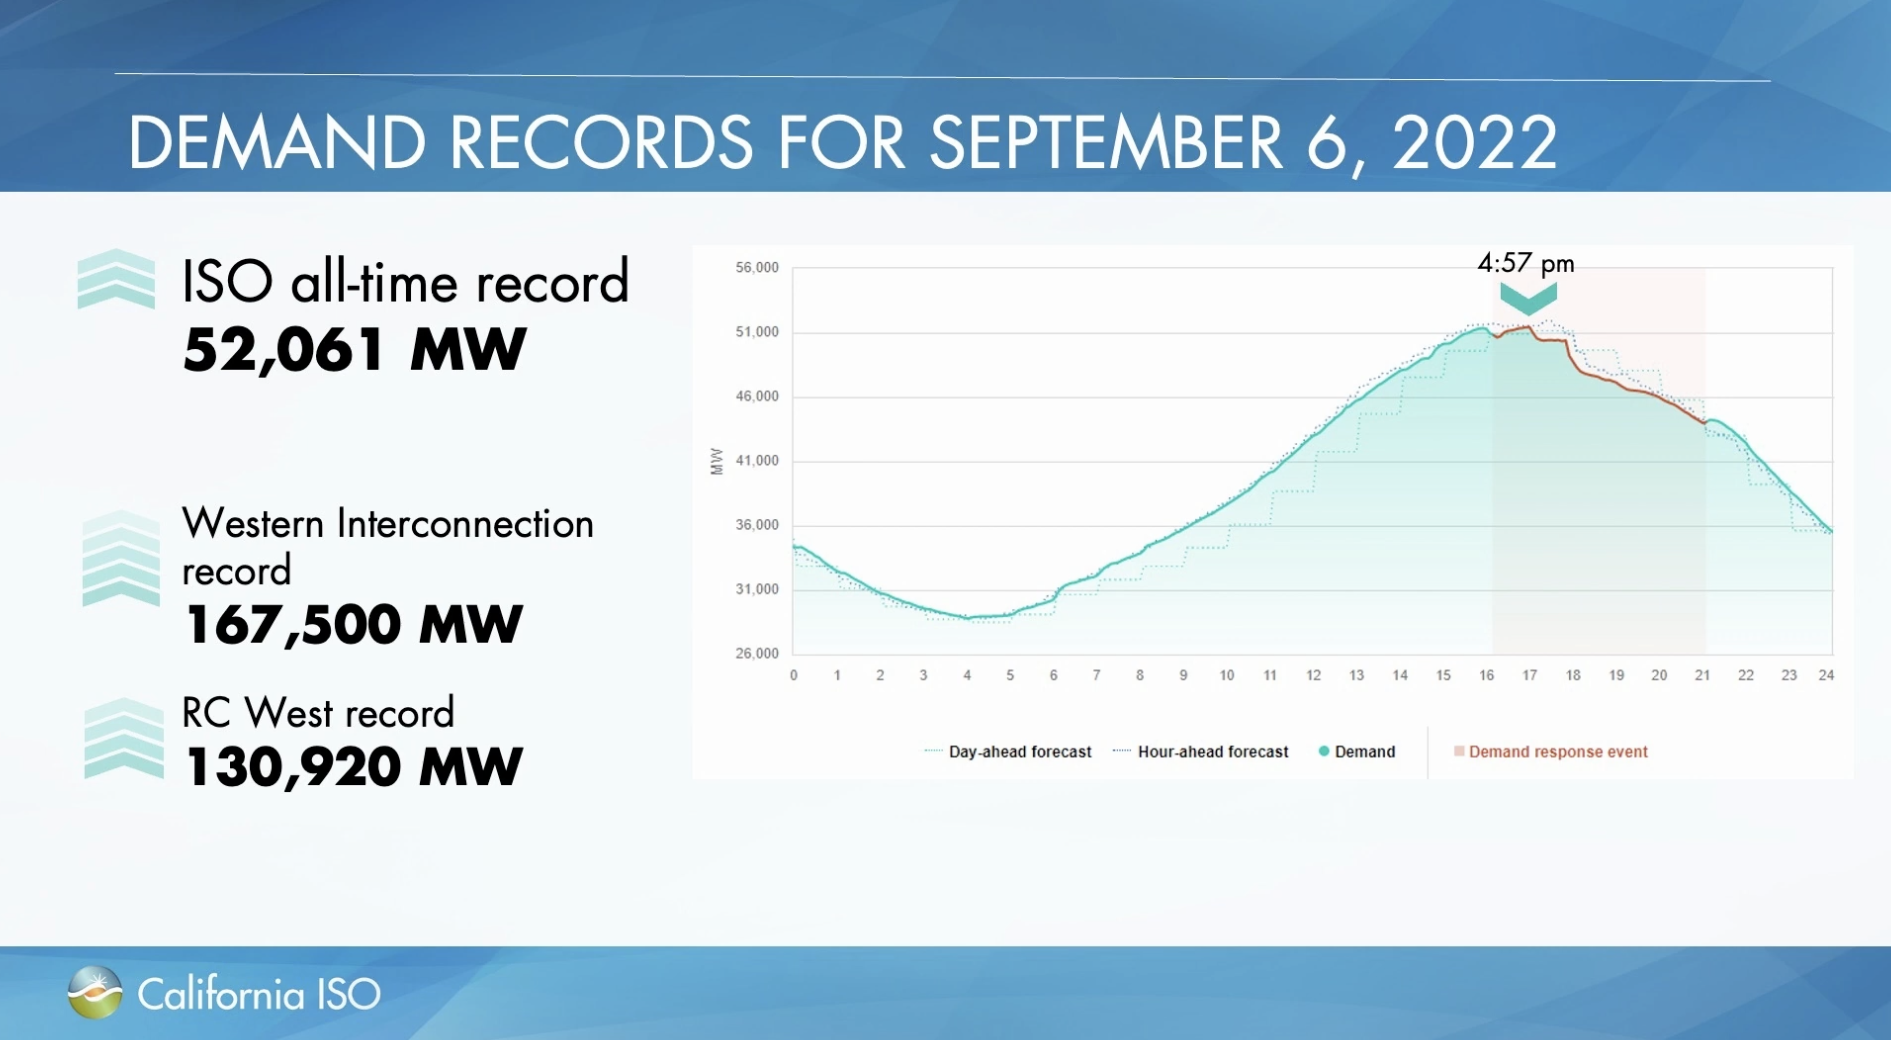 DEMAND RECORDS FOR SEPTEMBER 6, 2022
ISO all-time record
52,061 MW
Western Interconnection
record
167,500 MW
RC West record
130,920 MW
4:57 pm
56,000
51,000
46,000
41,000
36,000
31,000
26,000
MW
0 1 2 3 4 5 6 7 8 9 10 11 12 13 14 15 16 17 18 19 20 21 22 23 24
Day-ahead forecast Hour-ahead forecast Demand Demand response event
California ISO